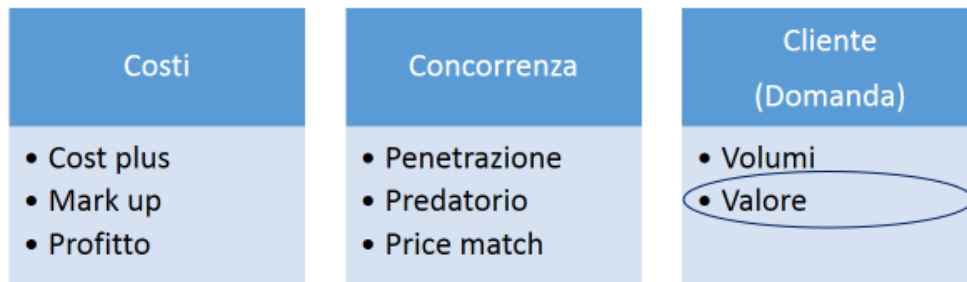 Costi
• Cost plus
• Mark up
• Profitto
Concorrenza
• Penetrazione
• Predatorio
• Price match
Cliente
(Domanda)
• Volumi
• Valore